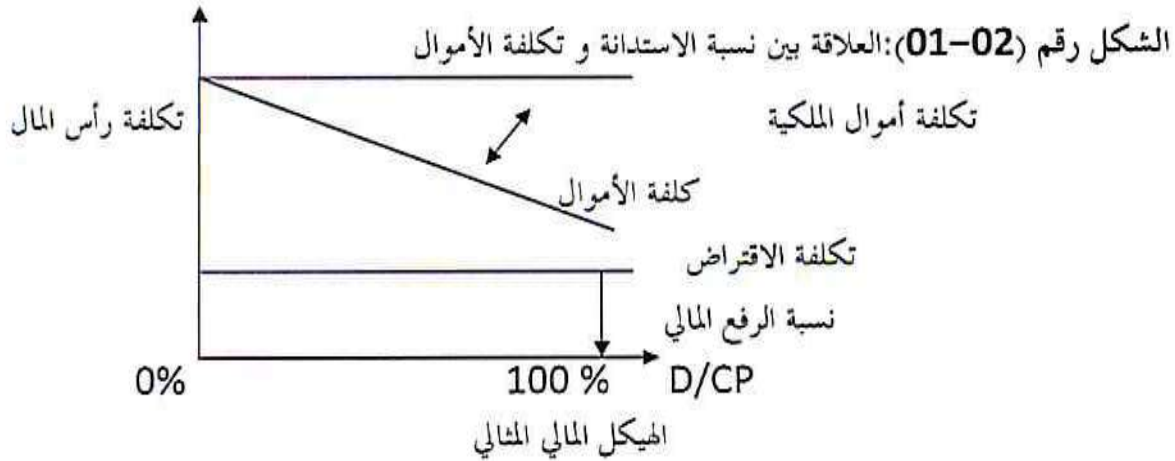 الشكل رقم (02-01):العلاقة بين نسبة الاستدانة و تكلفة الأموال
تكلفة رأس المال
تكلفة أموال الملكية
كلفة الأموال
تكلفة الاقتراض
نسبة الرفع المالي
0%
100 %
D/CP
الهيكل المالي المثالي